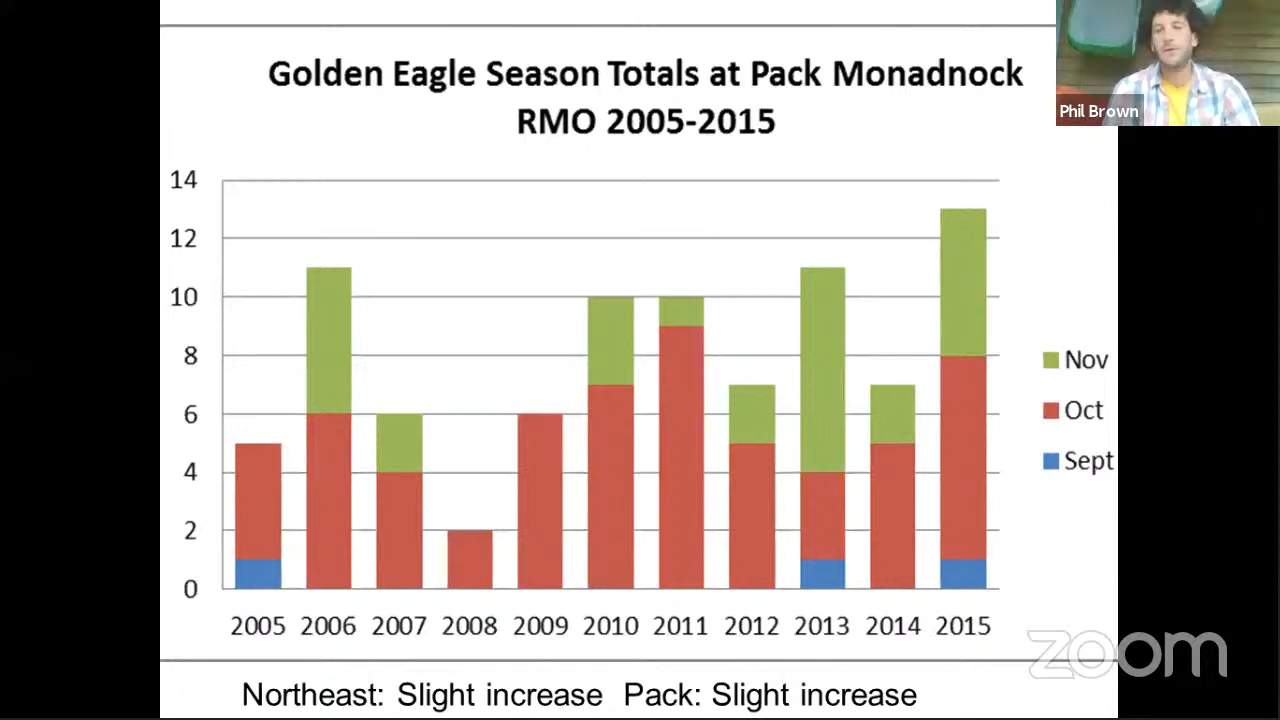 Golden Eagle Season Totals at Pack Monadnock
RMO 2005-2015
Phil Brown
14
12
10
8
6
4
2
0
2005 2006 2007 2008 2009 2010 2011 2012 2013 2014 2015
Nov
Oct
Sept
zoom
Northeast: Slight increase Pack: Slight increase